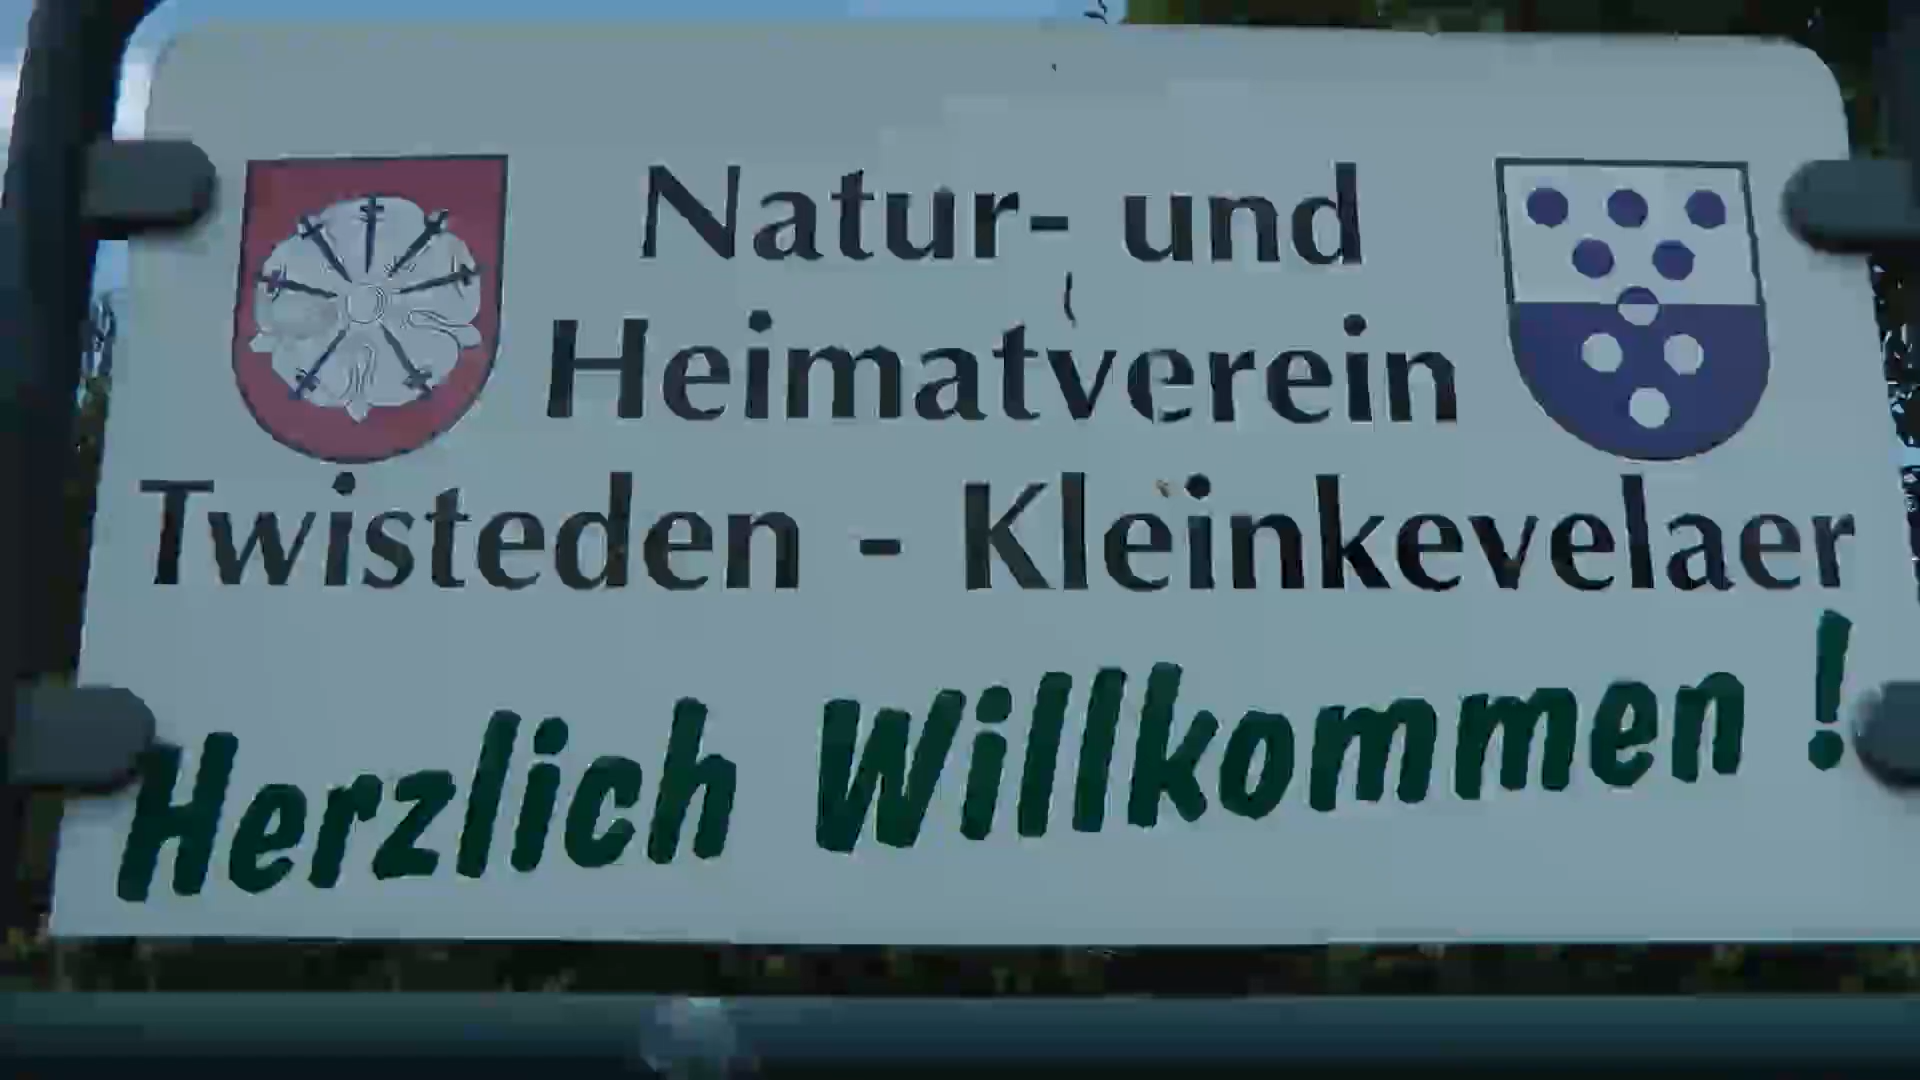 Natur- und
Heimatverein
Twisteden - Kleinkevelaer
Herzlich Willkommen !